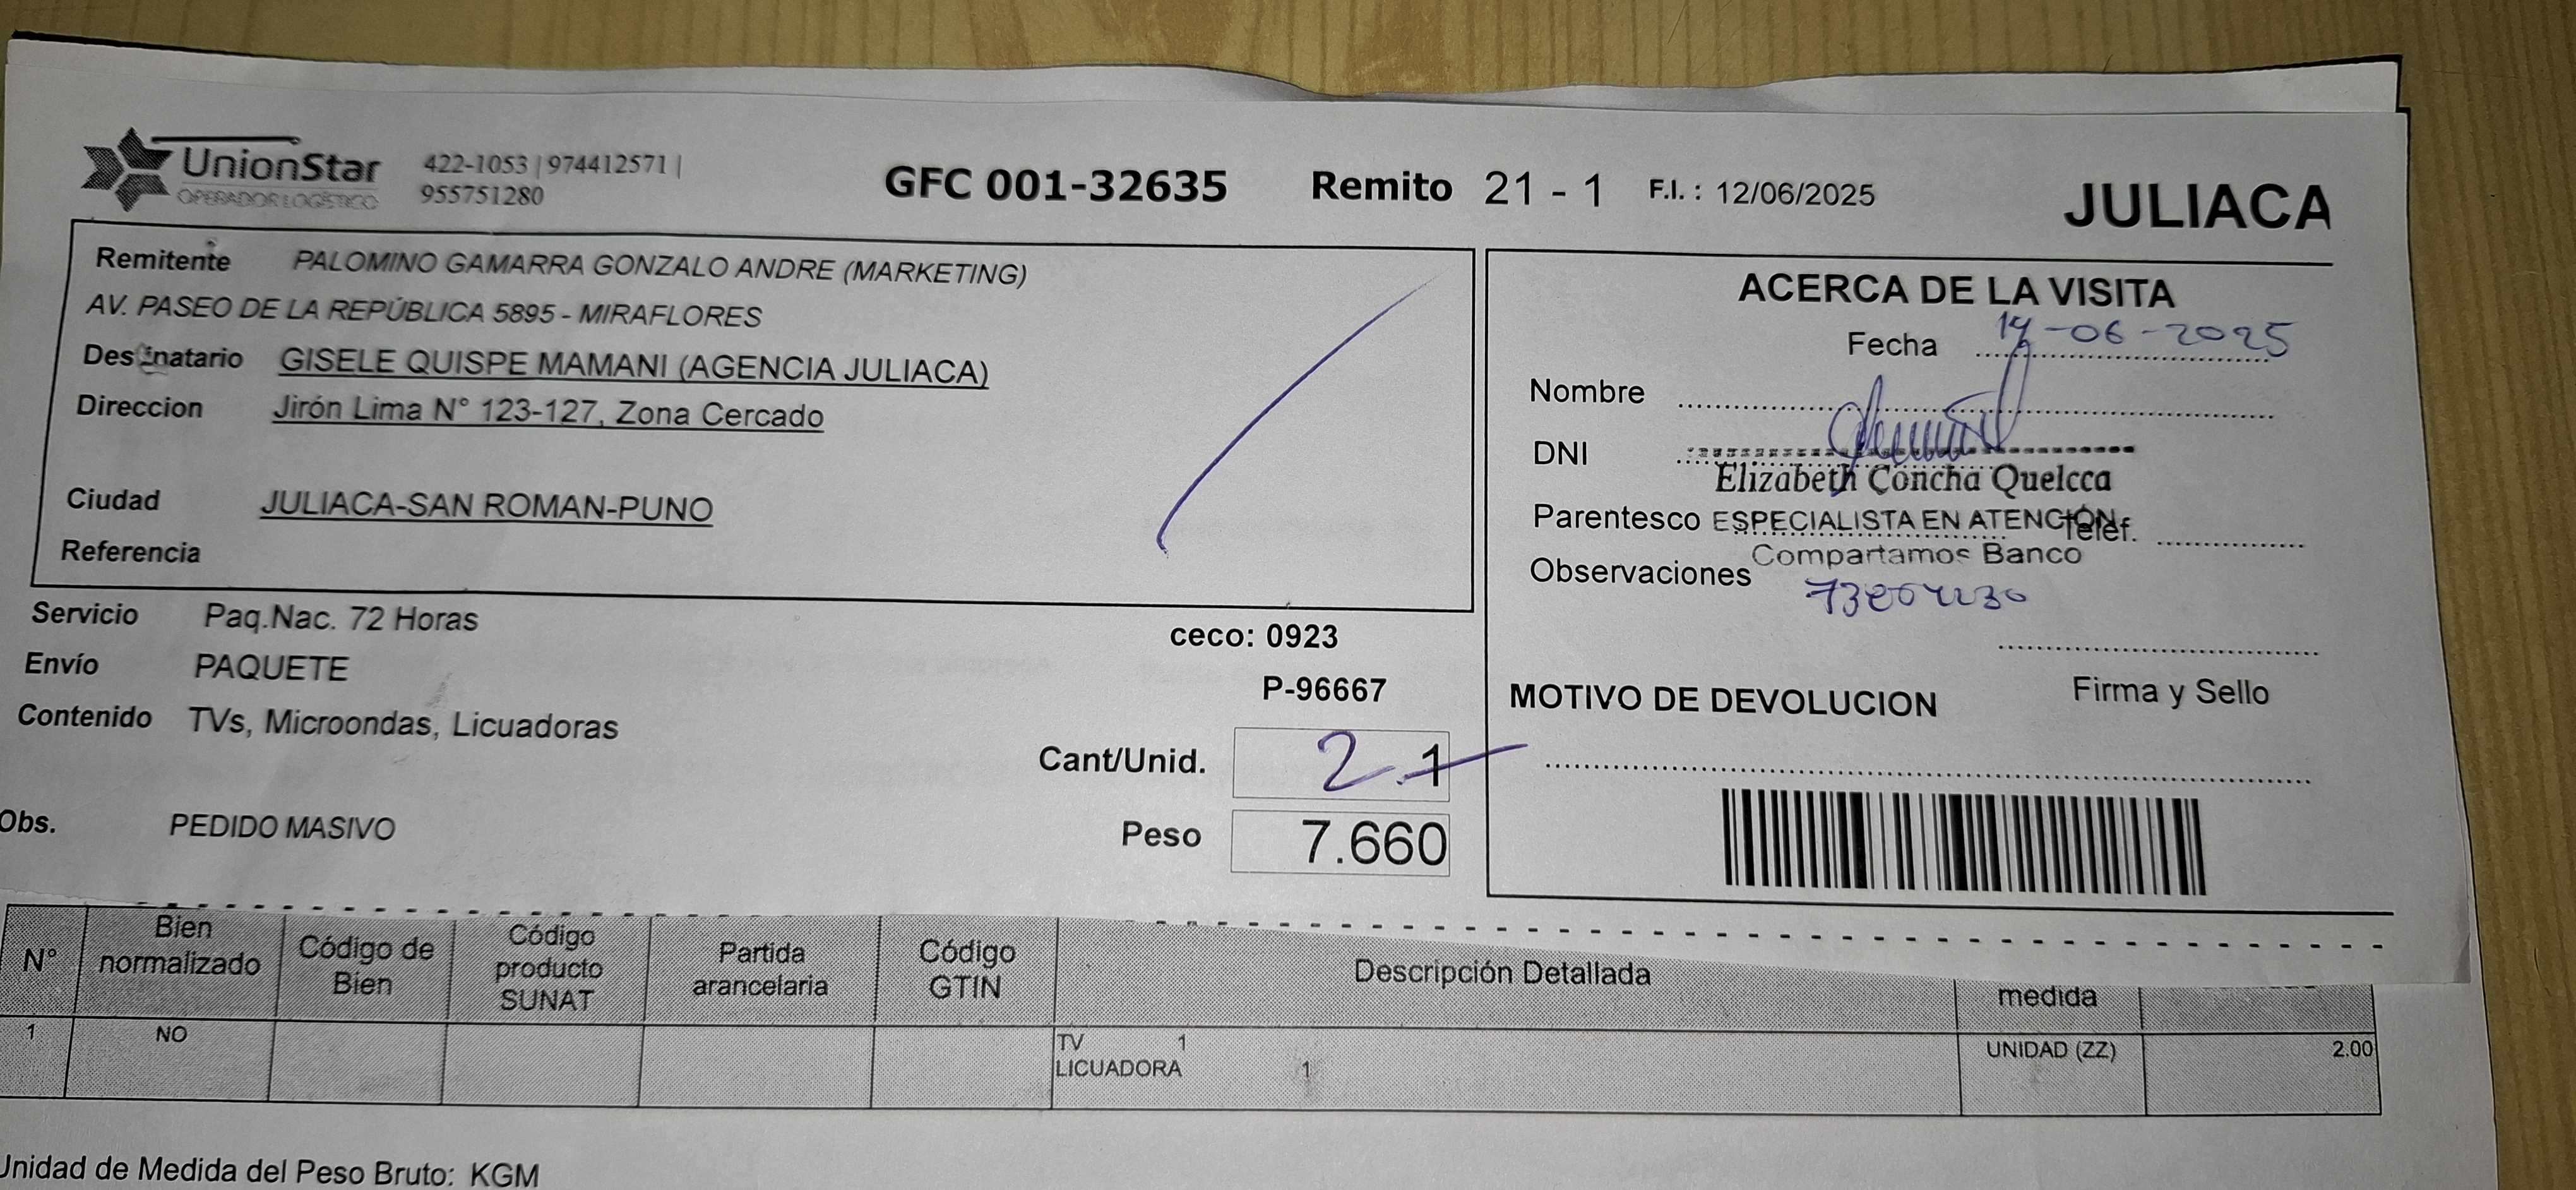 UnionStar
OPERADOR LOGÍSTICO
422-1053 | 974412571 |
955751280
GFC 001-32635 Remito 21 - 1 F.I. : 12/06/2025
JULIACA
Remitente PALOMINO GAMARRA GONZALO ANDRE (MARKETING)
AV. PASEO DE LA REPÚBLICA 5895 - MIRAFLORES
Destinatario GISELE QUISPE MAMANI (AGENCIA JULIACA)
Direccion Jirón Lima N° 123-127, Zona Cercado
Ciudad JULIACA-SAN ROMAN-PUNO
Referencia
Servicio Paq.Nac. 72 Horas
Envío PAQUETE
Contenido TVs, Microondas, Licuadoras
Obs. PEDIDO MASIVO
ceco: 0923
P-96667
Cant/Unid. 2 1
Peso 7.660
ACERCA DE LA VISITA
Fecha 14-06-2025
Nombre
DNI
Elizabeth Concha Quelcca
Parentesco ESPECIALISTA EN ATENCIÓN Telef.
Compartamos Banco
Observaciones
Firma y Sello
MOTIVO DE DEVOLUCION
N° Bien normalizado Código de Bien Código producto SUNAT Partida arancelaria Código GTIN Descripción Detallada medida
1 NO TV 1 UNIDAD (ZZ) 2.00
LICUADORA 1
Unidad de Medida del Peso Bruto: KGM